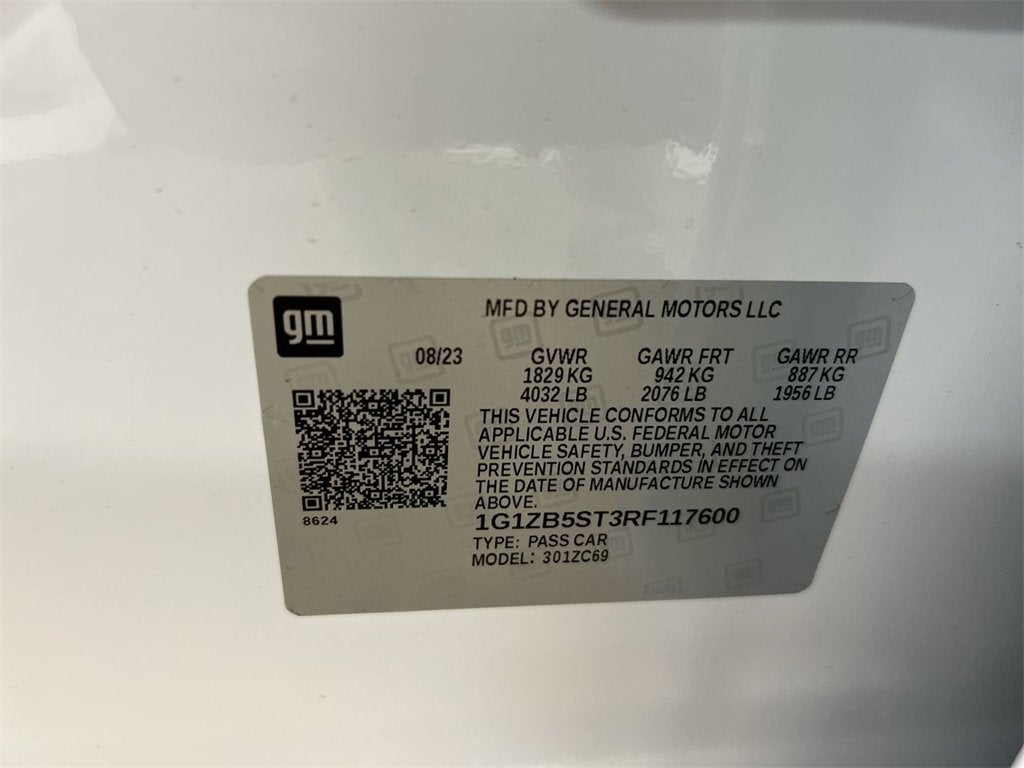 gm
MFD BY GENERAL MOTORS LLC
08/23 GVWR GAWR FRT GAWR RR
1829 KG 942 KG 887 KG
4032 LB 2076 LB 1956 LB
THIS VEHICLE CONFORMS TO ALL
APPLICABLE U.S. FEDERAL MOTOR
VEHICLE SAFETY, BUMPER, AND THEFT
PREVENTION STANDARDS IN EFFECT ON
THE DATE OF MANUFACTURE SHOWN
ABOVE.
8624
1G1ZB5ST3RF117600
TYPE: PASS CAR
MODEL: 301ZC69